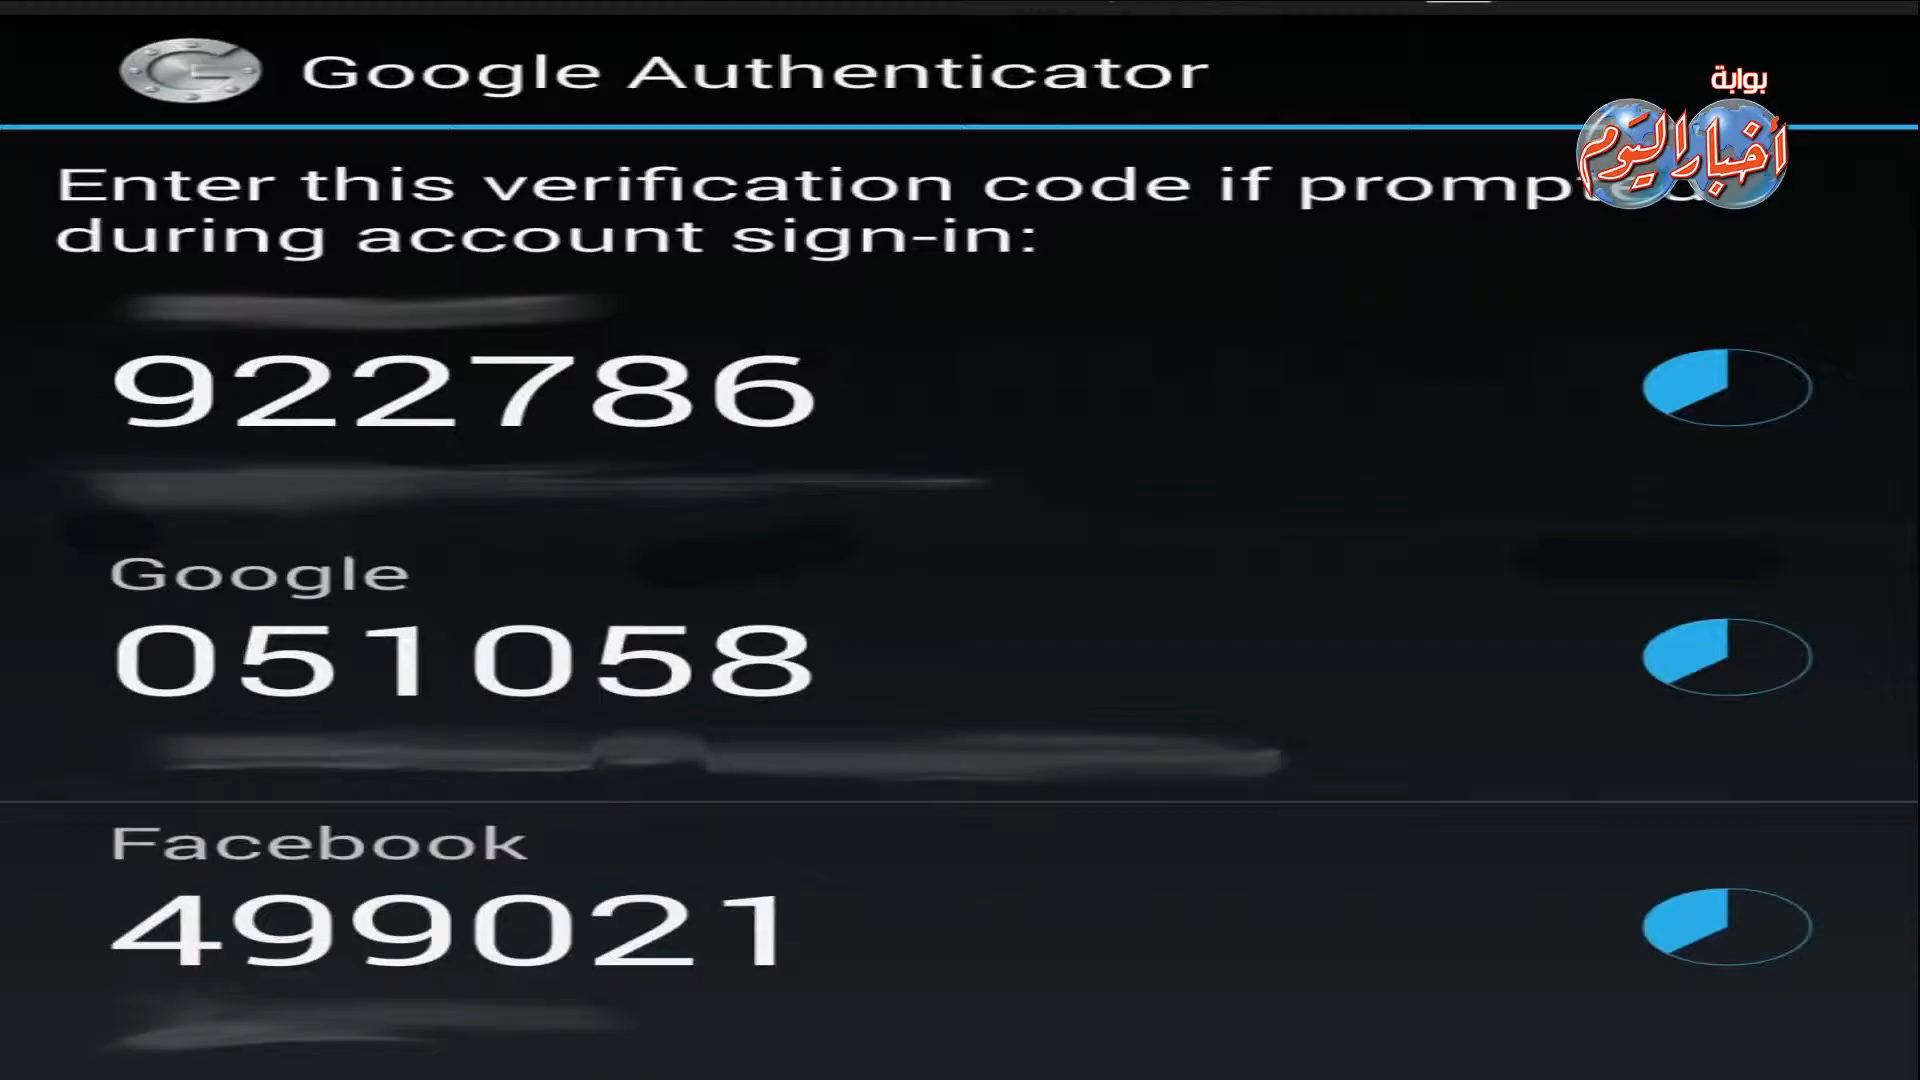 Google Authenticator
بوابة
أخبار اليوم
Enter this verification code if prompted
during account sign-in:
922786
Google
051058
Facebook
499021